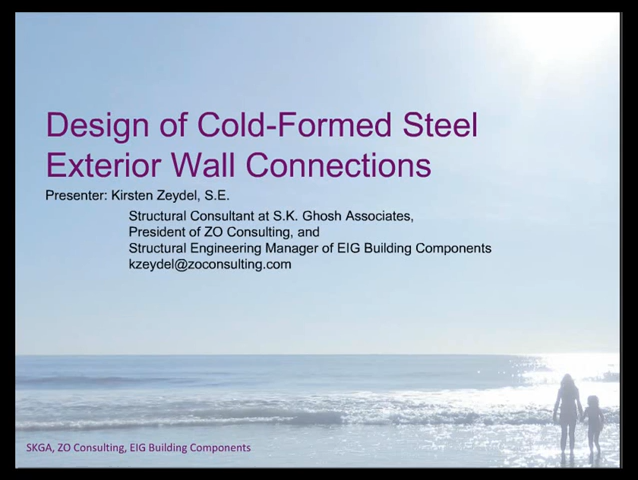 Design of Cold-Formed Steel
Exterior Wall Connections
Presenter: Kirsten Zeydel, S.E.
Structural Consultant at S.K. Ghosh Associates,
President of ZO Consulting, and
Structural Engineering Manager of EIG Building Components
kzeydel@zoconsulting.com
SKGA, ZO Consulting, EIG Building Components